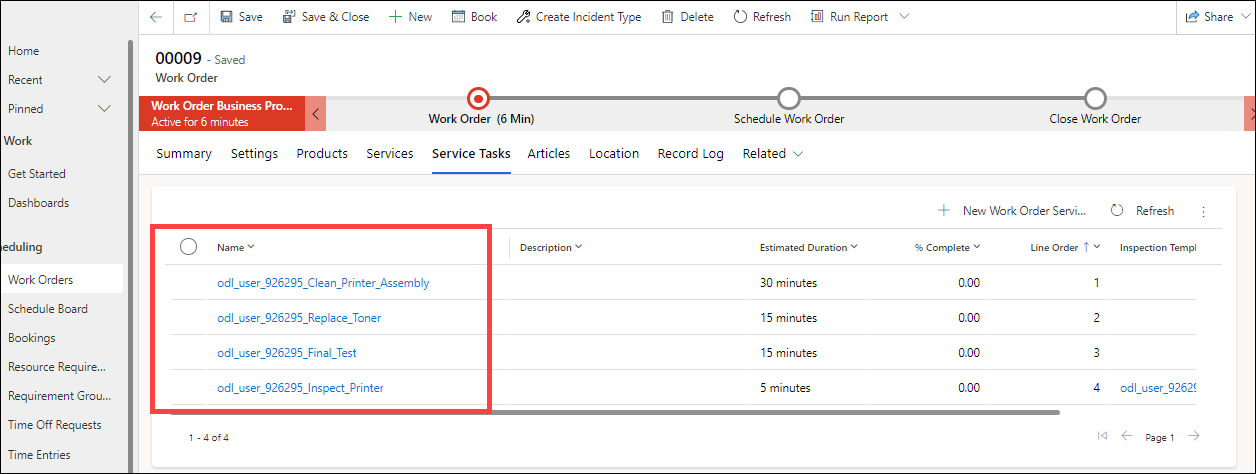 Save
Save & Close
New
Book
Create Incident Type
Delete
Refresh
Run Report
Share
Home
Recent
Pinned
Work
Get Started
Dashboards
heduling
Work Orders
Schedule Board
Bookings
Resource Require...
Requirement Grou...
Time Off Requests
Time Entries
00009 - Saved
Work Order
Work Order Business Pro...
Active for 6 minutes
Work Order (6 Min)
Schedule Work Order
Close Work Order
Summary Settings Products Services Service Tasks Articles Location Record Log Related
New Work Order Servi... Refresh
Name Description Estimated Duration % Complete Line Order Inspection Templ
odl_user_926295_Clean_Printer_Assembly 30 minutes 0.00 1
odl_user_926295_Replace_Toner 15 minutes 0.00 2
odl_user_926295_Final_Test 15 minutes 0.00 3
odl_user_926295_Inspect_Printer 5 minutes 0.00 4 odl_user_92629
1 - 4 of 4
Page 1